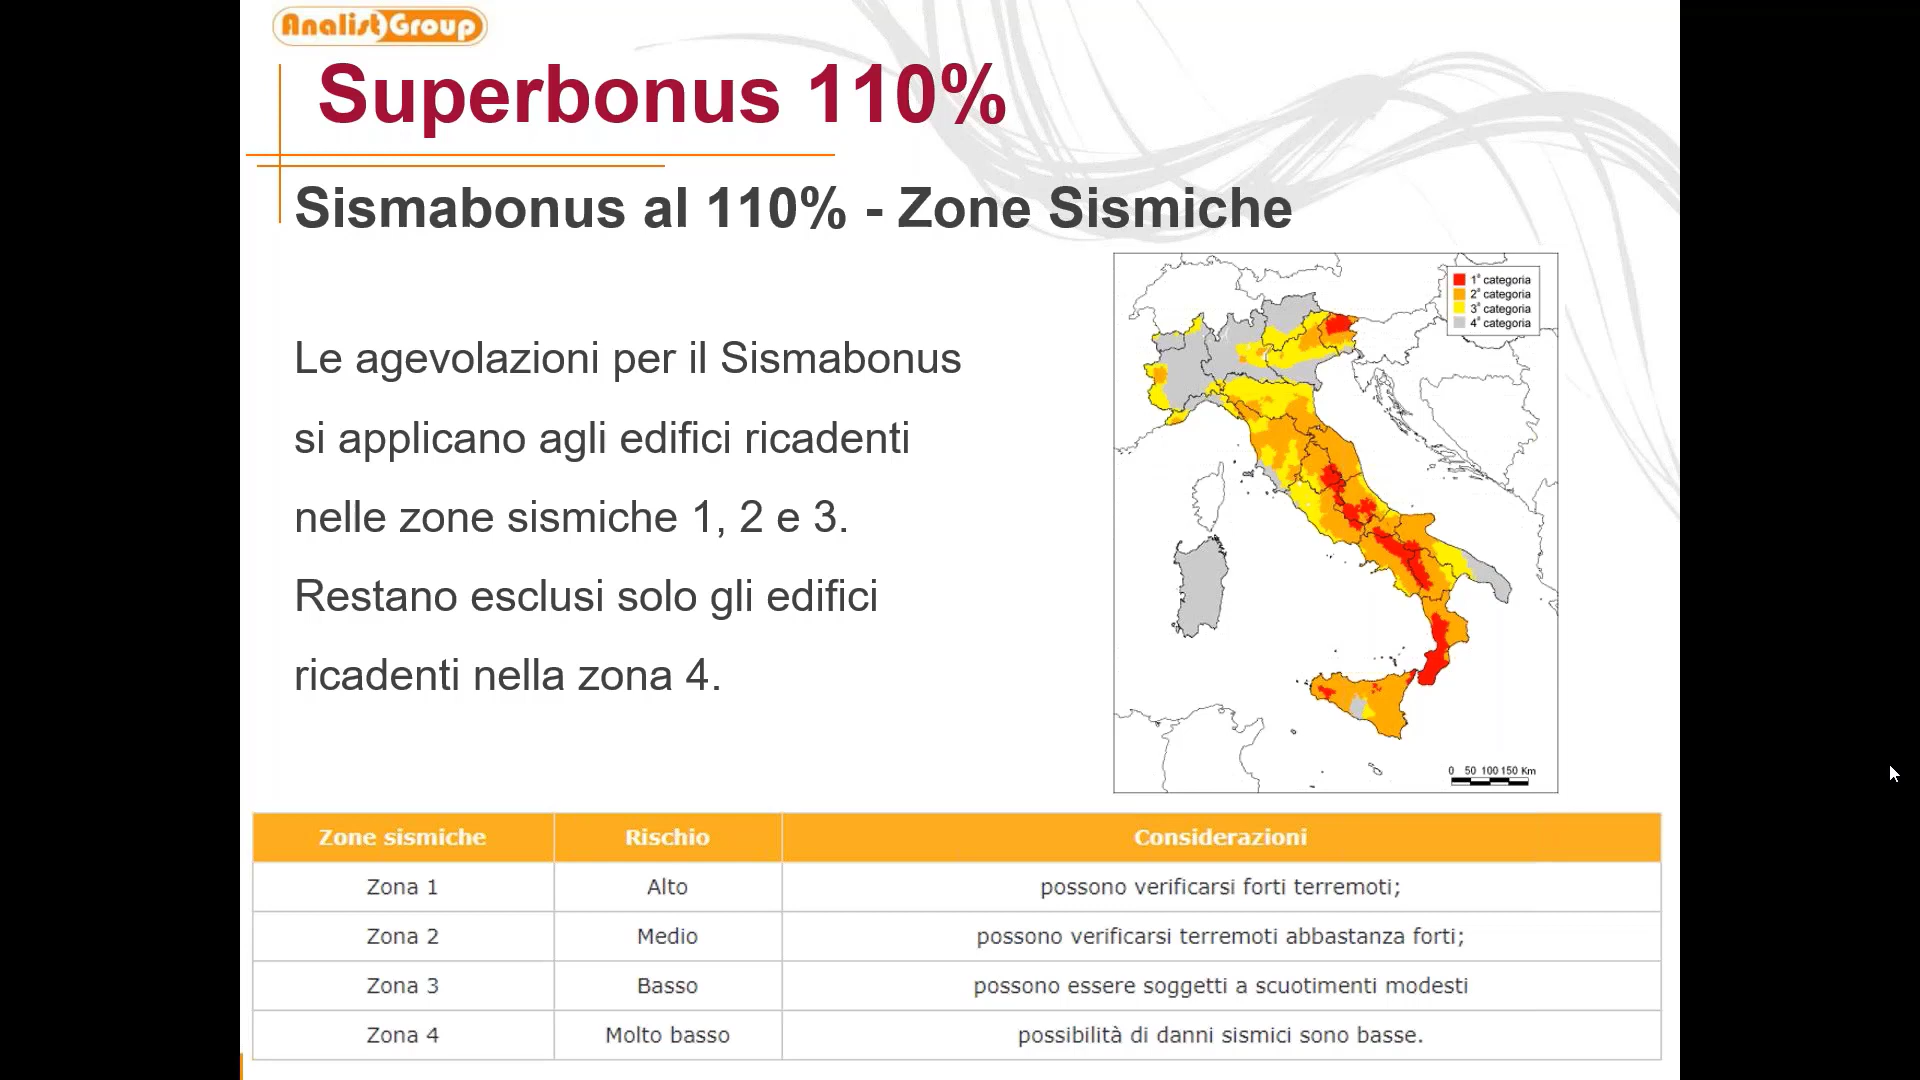 AnalistGroup
Superbonus 110%
Sismabonus al 110% - Zone Sismiche
Le agevolazioni per il Sismabonus
si applicano agli edifici ricadenti
nelle zone sismiche 1, 2 e 3.
Restano esclusi solo gli edifici
ricadenti nella zona 4.
1ª categoria
2ª categoria
3ª categoria
4ª categoria
0 50 100 150 Km
Zone sismiche Rischio Considerazioni
Zona 1 Alto possono verificarsi forti terremoti;
Zona 2 Medio possono verificarsi terremoti abbastanza forti;
Zona 3 Basso possono essere soggetti a scuotimenti modesti
Zona 4 Molto basso possibilità di danni sismici sono basse.